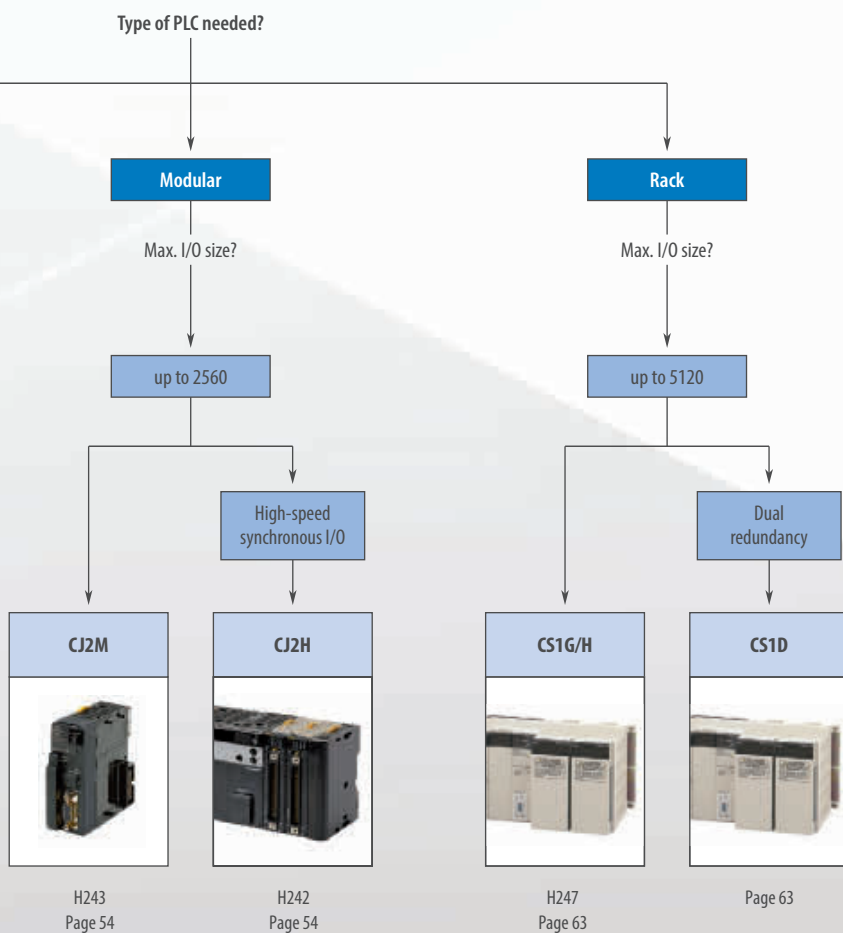 Type of PLC needed?
Modular
Rack
Max. I/O size?
Max. I/O size?
up to 2560
up to 5120
High-speed
synchronous I/O
Dual
redundancy
CJ2M
CJ2H
CS1G/H
CS1D
H243
Page 54
H242
Page 54
H247
Page 63
Page 63